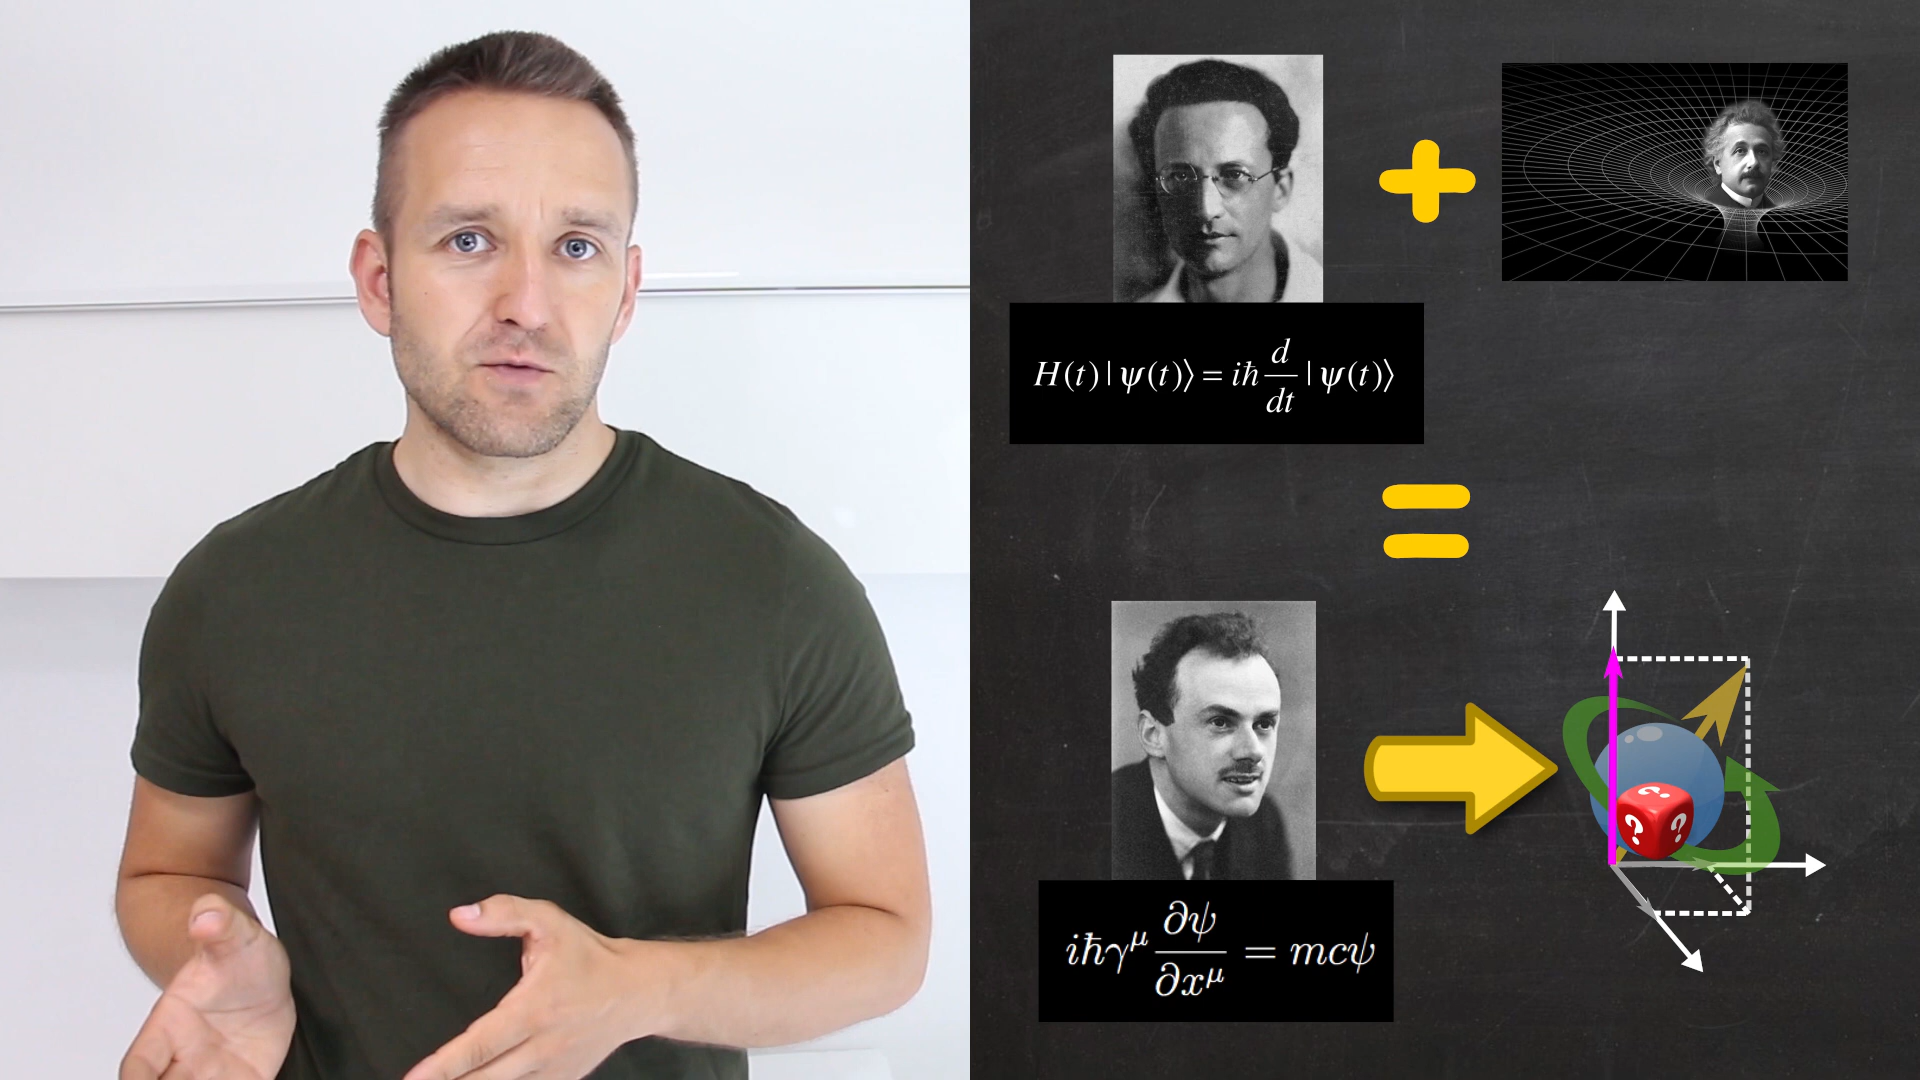 H(t) | ψ(t)⟩ = iħ d/dt | ψ(t)⟩
iħγ^μ ∂ψ/∂x^μ = mcψ
? ? ?